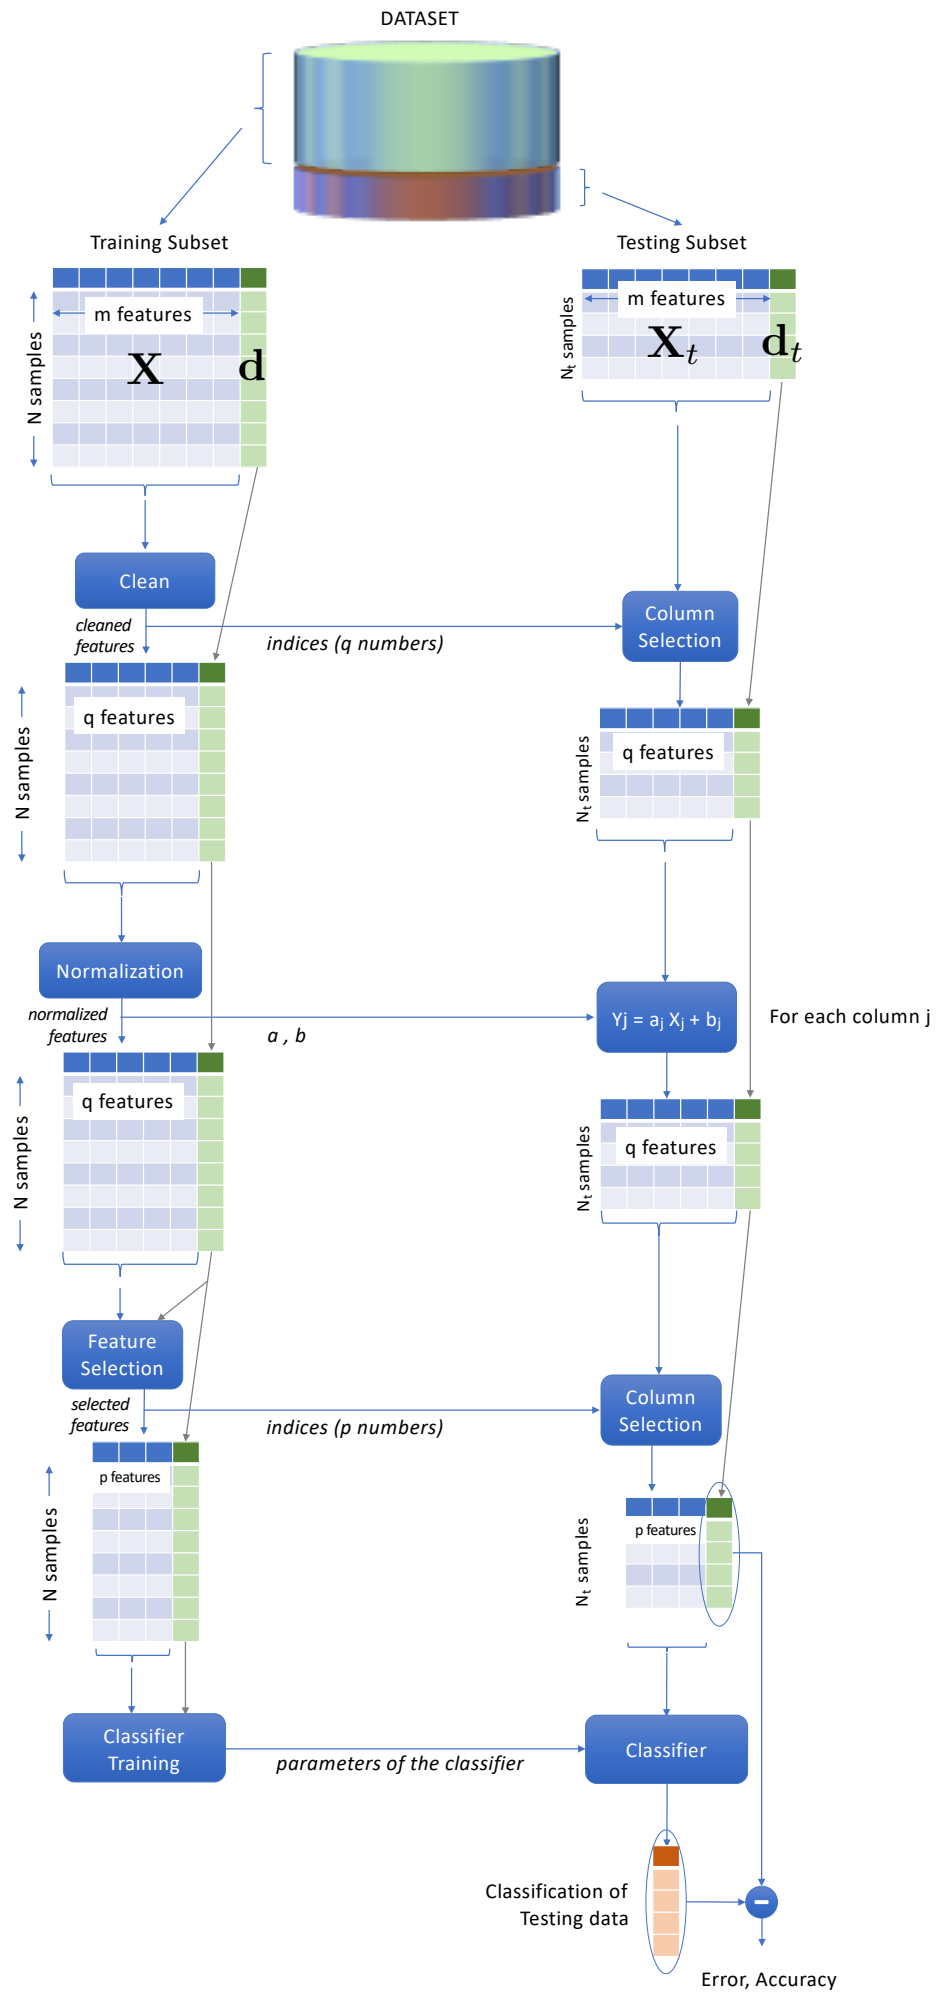 DATASET
Training Subset
Testing Subset
m features
N samples
X
d
m features
Nt samples
Xt
dt
Clean
cleaned
features
indices (q numbers)
Column
Selection
q features
N samples
q features
Nt samples
Normalization
normalized
features
a , b
Yj = aj Xj + bj
For each column j
q features
N samples
q features
Nt samples
Feature
Selection
selected
features
indices (p numbers)
Column
Selection
p features
N samples
p features
Nt samples
Classifier
Training
parameters of the classifier
Classifier
Classification of
Testing data
−
Error, Accuracy